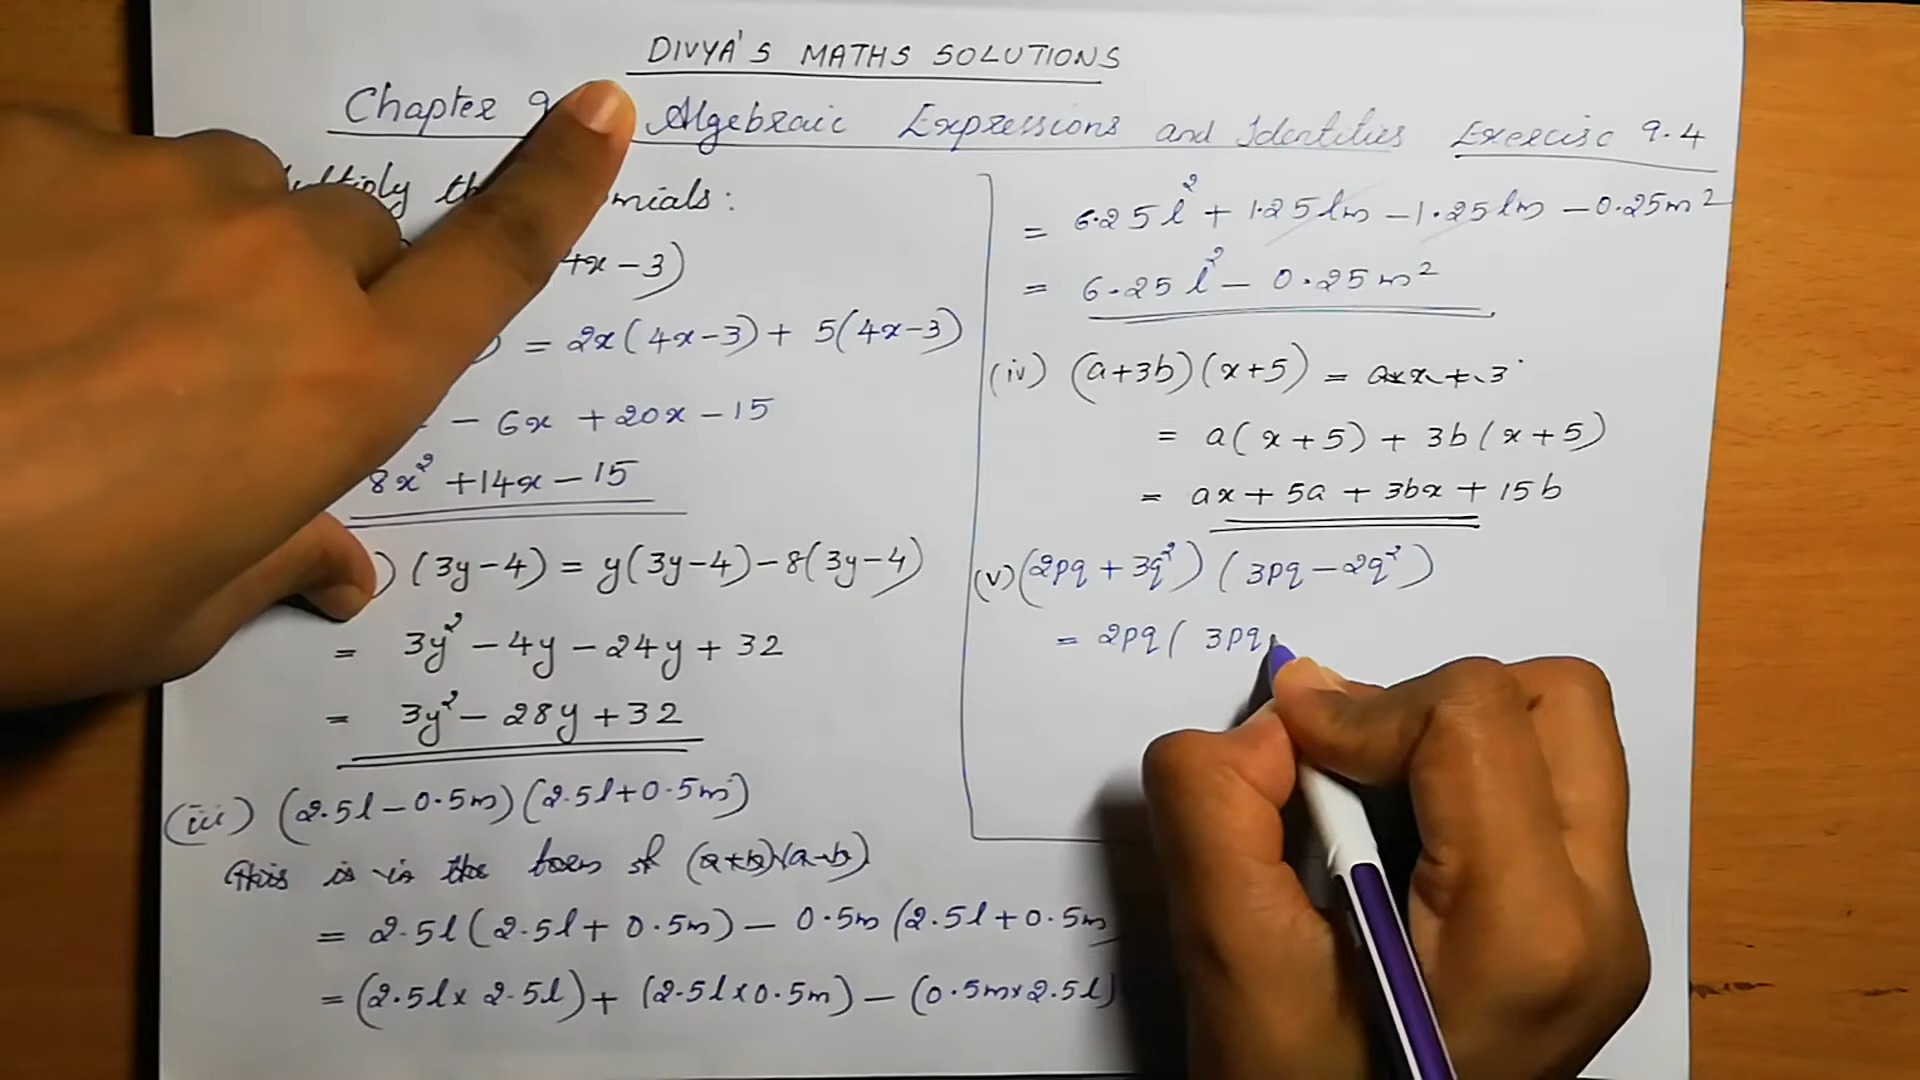 DIVYA'S MATHS SOLUTIONS
Chapter 9 Algebraic Expressions and Identities Exercise 9.4
:
+x-3)
) = 2x(4x-3) + 5(4x-3)
- 6x + 20x - 15
8x² + 14x - 15
) (3y-4) = y(3y-4) - 8(3y-4)
= 3y² - 4y - 24y + 32
= 3y² - 28y + 32
(iii) (2.5l - 0.5m) (2.5l + 0.5m)
This is in the form of (a+b)(a-b)
= 2.5l (2.5l + 0.5m) - 0.5m (2.5l + 0.5m
= (2.5l × 2.5l) + (2.5l × 0.5m) - (0.5m × 2.5l)
= 6.25l² + 1.25lm - 1.25lm - 0.25m²
= 6.25l² - 0.25m²
(iv) (a+3b) (x+5) = a×x + 3
= a(x+5) + 3b(x+5)
= ax + 5a + 3bx + 15b
(v) (2pq + 3q²) (3pq - 2q²)
= 2pq ( 3pq